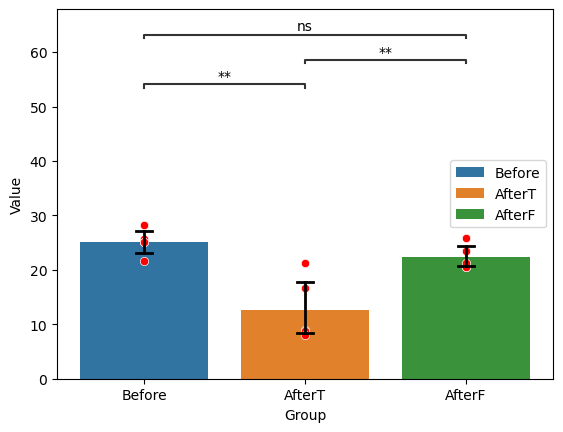 ns
**
**
Value
60
50
40
30
20
10
0
Before
AfterT
AfterF
Before
AfterT
AfterF
Group